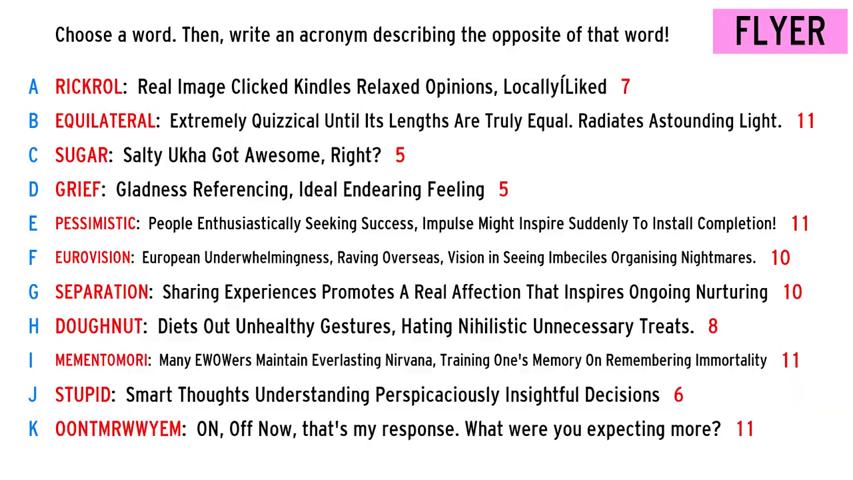 Choose a word. Then, write an acronym describing the opposite of that word!
FLYER
A RICKROL: Real Image Clicked Kindles Relaxed Opinions, LocallyÍLiked 7
B EQUILATERAL: Extremely Quizzical Until Its Lengths Are Truly Equal. Radiates Astounding Light. 11
C SUGAR: Salty Ukha Got Awesome, Right? 5
D GRIEF: Gladness Referencing, Ideal Endearing Feeling 5
E PESSIMISTIC: People Enthusiastically Seeking Success, Impulse Might Inspire Suddenly To Install Completion! 11
F EUROVISION: European Underwhelmingness, Raving Overseas, Vision in Seeing Imbeciles Organising Nightmares. 10
G SEPARATION: Sharing Experiences Promotes A Real Affection That Inspires Ongoing Nurturing 10
H DOUGHNUT: Diets Out Unhealthy Gestures, Hating Nihilistic Unnecessary Treats. 8
I MEMENTOMORI: Many EWOWers Maintain Everlasting Nirvana, Training One's Memory On Remembering Immortality 11
J STUPID: Smart Thoughts Understanding Perspicaciously Insightful Decisions 6
K OONTMRWWYEM: ON, Off Now, that's my response. What were you expecting more? 11